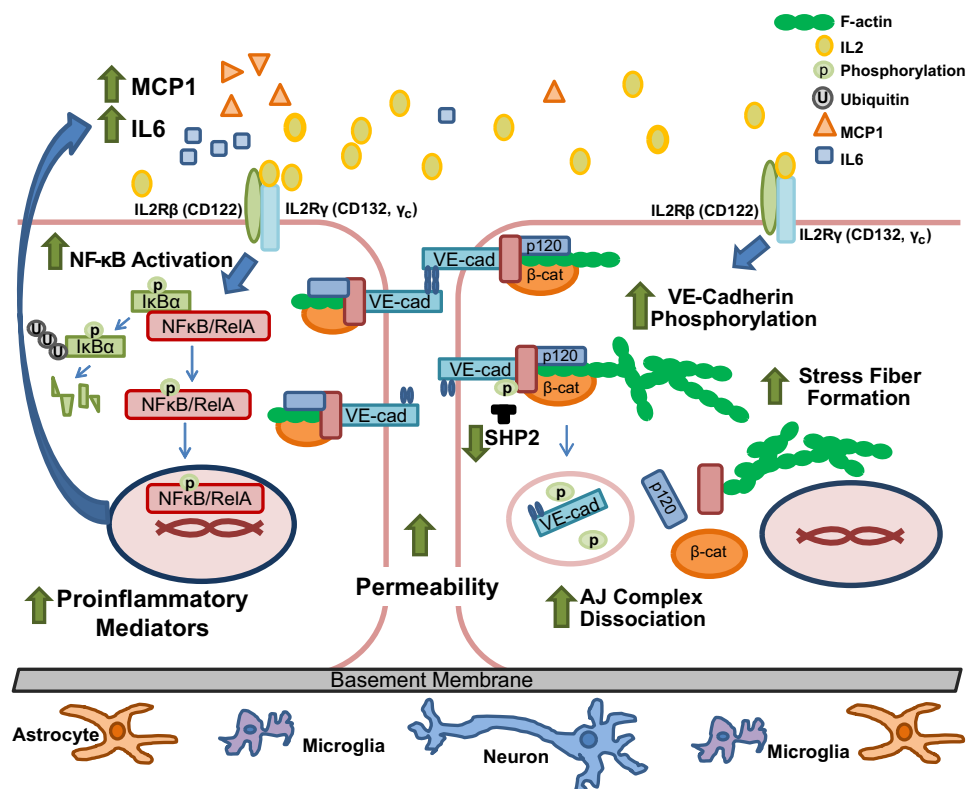 F-actin
IL2
p Phosphorylation
U Ubiquitin
MCP1
IL6
MCP1
IL6
IL2Rβ (CD122)
IL2Rγ (CD132, γc)
IL2Rβ (CD122)
IL2Rγ (CD132, γc)
NF-κB Activation
p
IκBα
NFκB/RelA
U
U
U
p
IκBα
p
NFκB/RelA
p
NFκB/RelA
Proinflammatory
Mediators
VE-cad
VE-cad
VE-cad
p120
β-cat
VE-Cadherin
Phosphorylation
VE-cad
p
p120
β-cat
SHP2
Stress Fiber
Formation
p
VE-cad
p
p120
β-cat
Permeability
AJ Complex
Dissociation
Basement Membrane
Astrocyte
Microglia
Neuron
Microglia